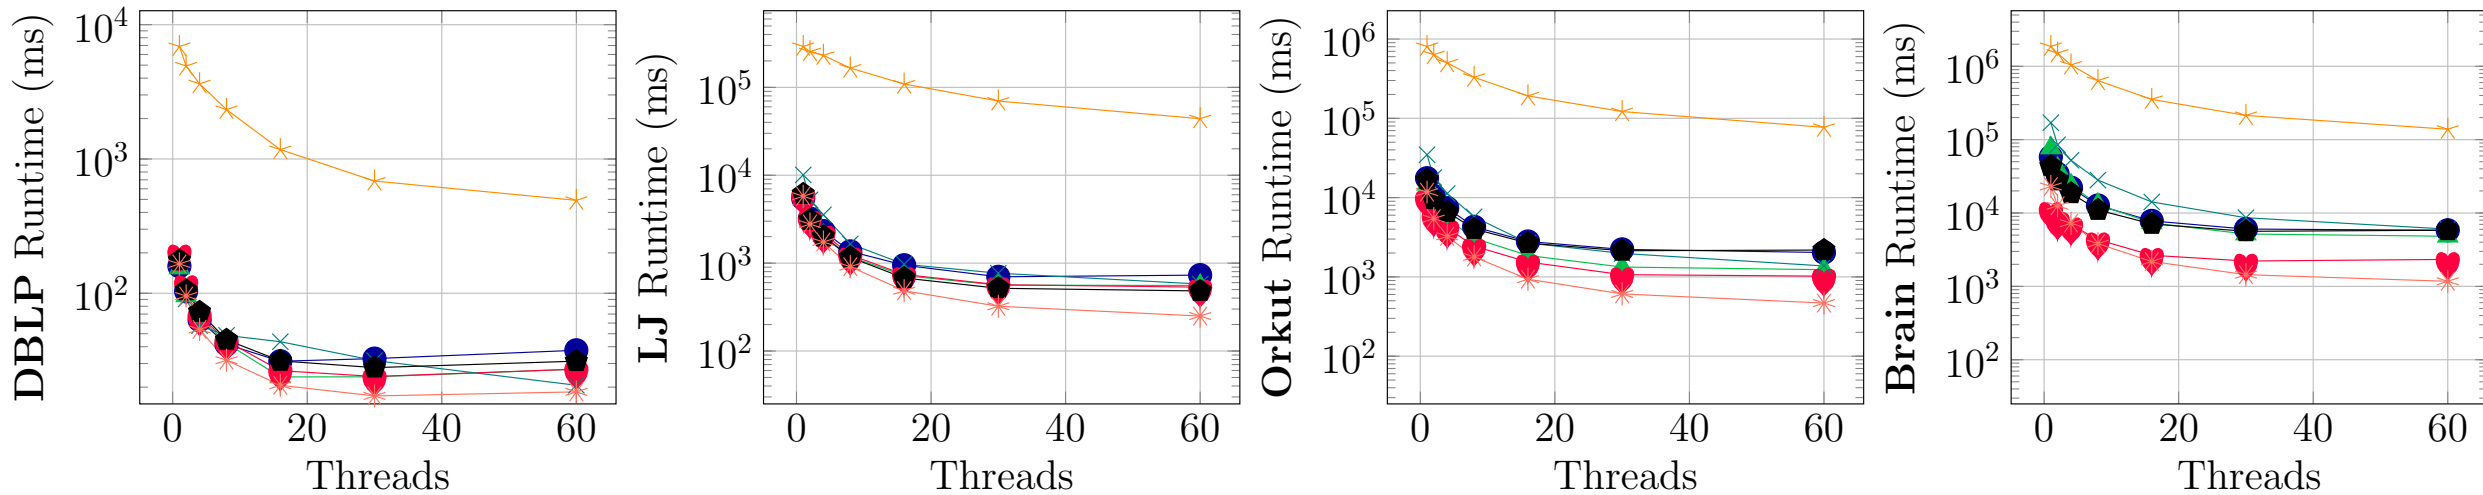 DBLP Runtime (ms)
10^4
10^3
10^2
0 20 40 60
Threads
LJ Runtime (ms)
10^5
10^4
10^3
10^2
0 20 40 60
Threads
Orkut Runtime (ms)
10^6
10^5
10^4
10^3
10^2
0 20 40 60
Threads
Brain Runtime (ms)
10^6
10^5
10^4
10^3
10^2
0 20 40 60
Threads